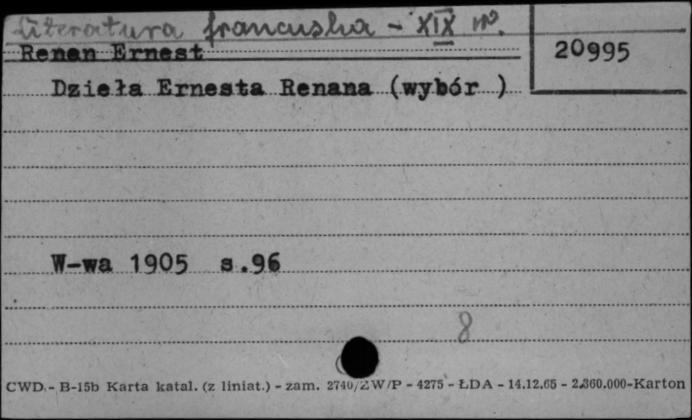 Literatura francuska - XIX w.
Renan Ernest
20995
Dzieła Ernesta Renana (wybór )
W-wa 1905 s.96
8
CWD.- B-15b Karta katal. (z liniat.) - zam. 2740/ZW/P - 4275 - ŁDA - 14.12.65 - 2.360.000-Karton